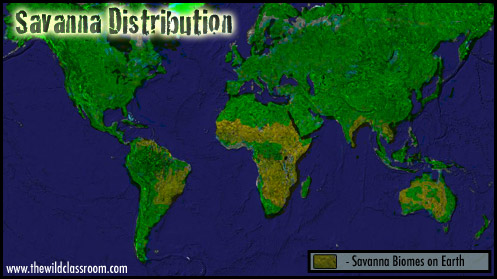 Savanna Distribution
- Savanna Biomes on Earth
www.thewildclassroom.com